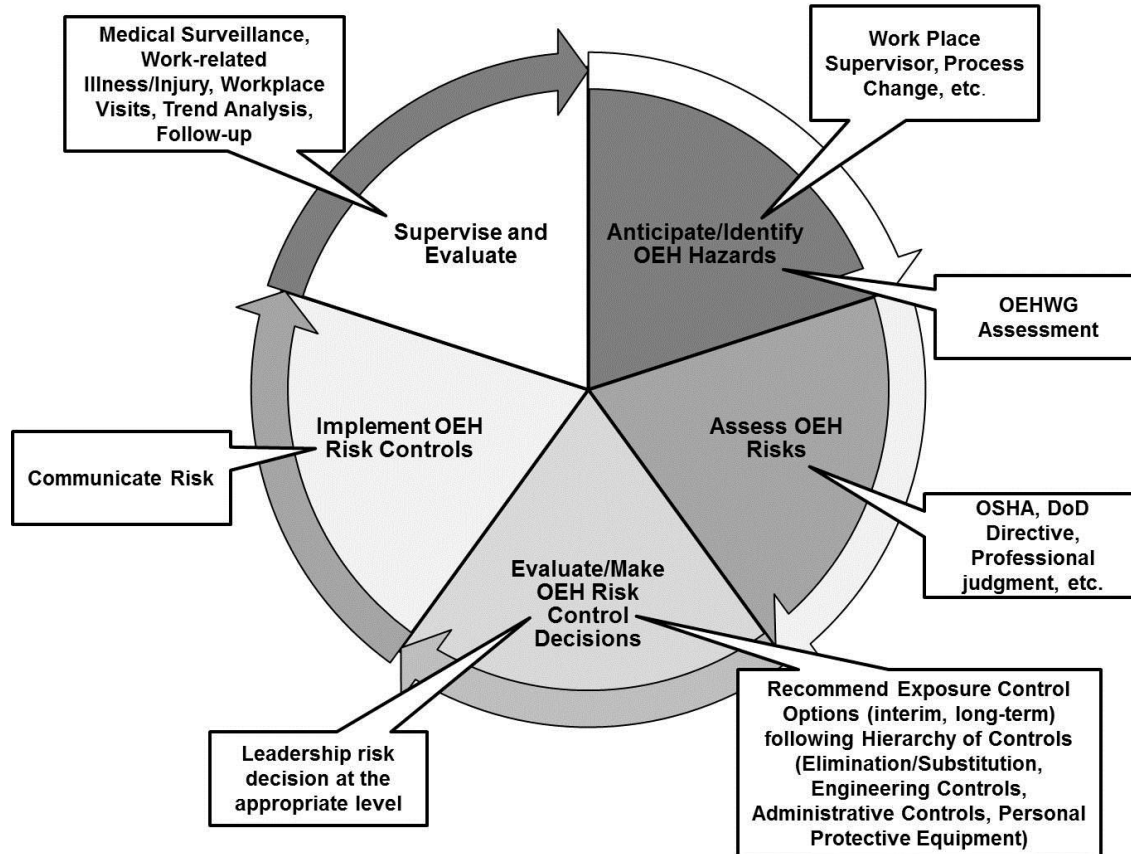 Medical Surveillance,
Work-related
Illness/Injury, Workplace
Visits, Trend Analysis,
Follow-up
Work Place
Supervisor, Process
Change, etc.
Supervise and
Evaluate
Anticipate/Identify
OEH Hazards
OEHWG
Assessment
Implement OEH
Risk Controls
Assess OEH
Risks
Communicate Risk
OSHA, DoD
Directive,
Professional
judgment, etc.
Evaluate/Make
OEH Risk
Control
Decisions
Leadership risk
decision at the
appropriate level
Recommend Exposure Control
Options (interim, long-term)
following Hierarchy of Controls
(Elimination/Substitution,
Engineering Controls,
Administrative Controls, Personal
Protective Equipment)